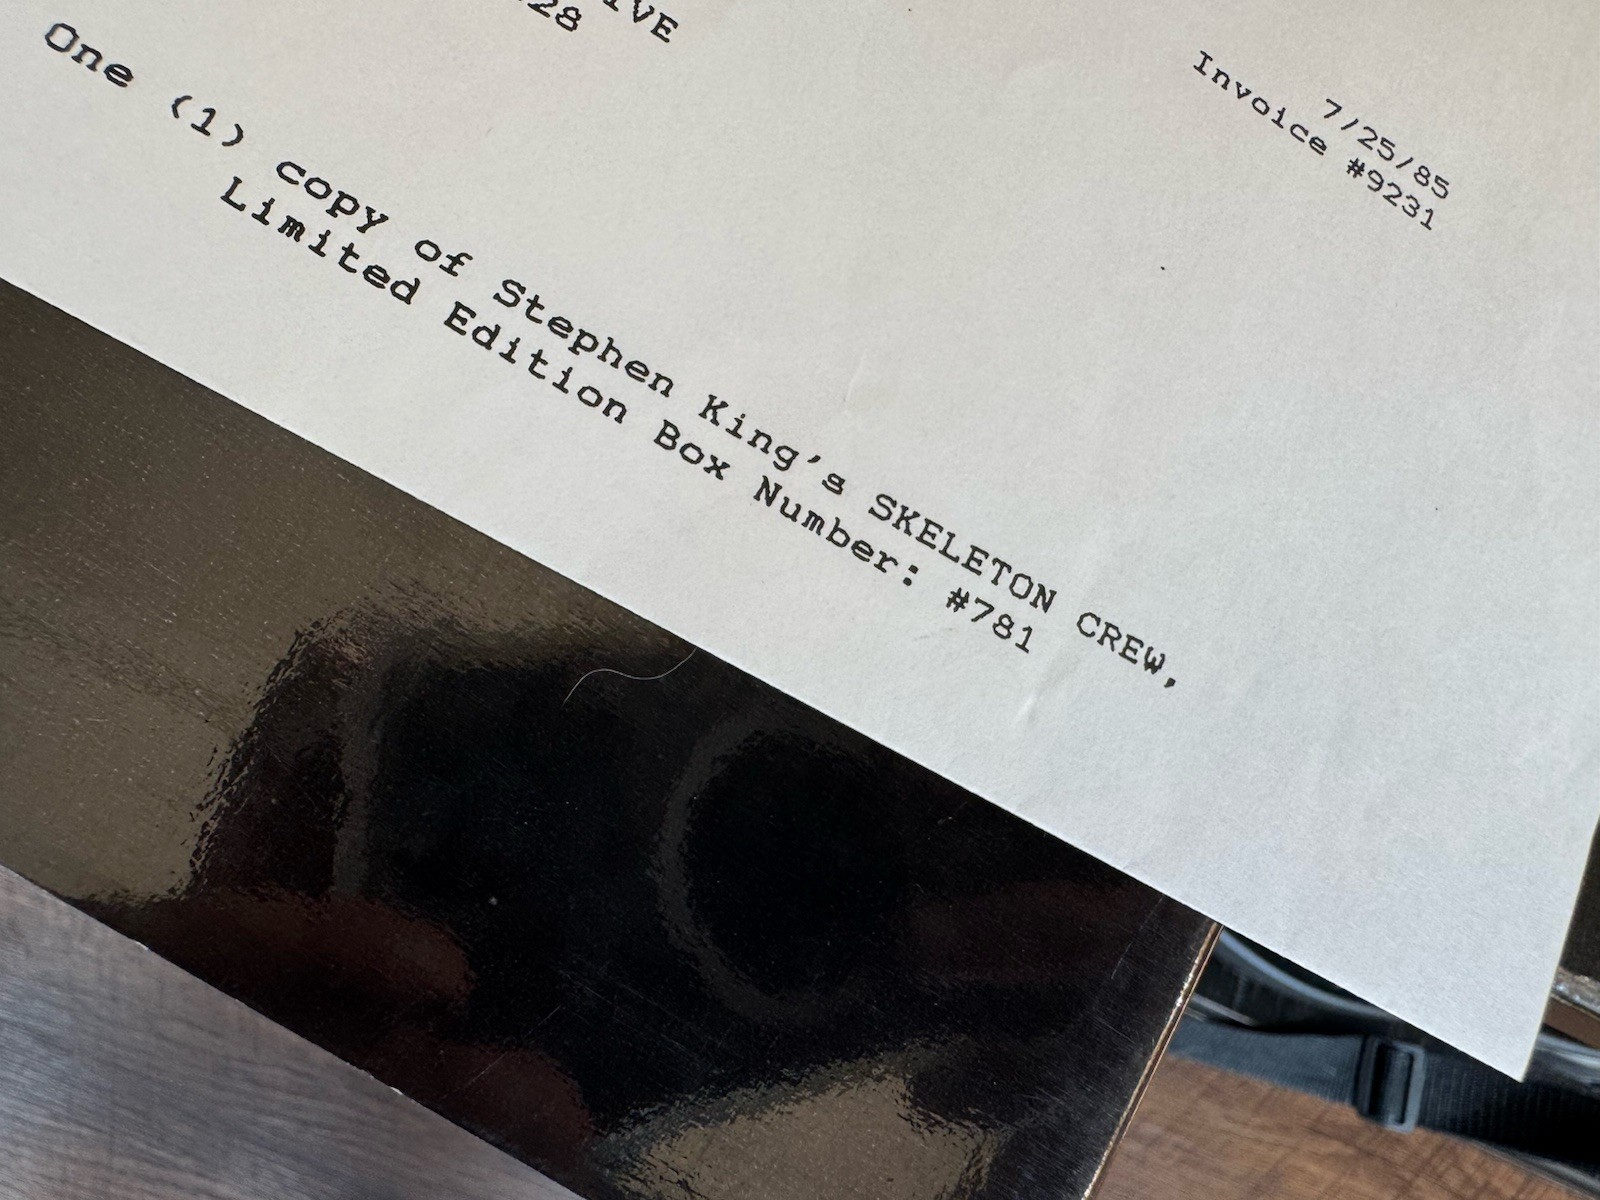 7/25/85
Invoice #9231
One (1) copy of Stephen King's SKELETON CREW,
Limited Edition Box Number: #781